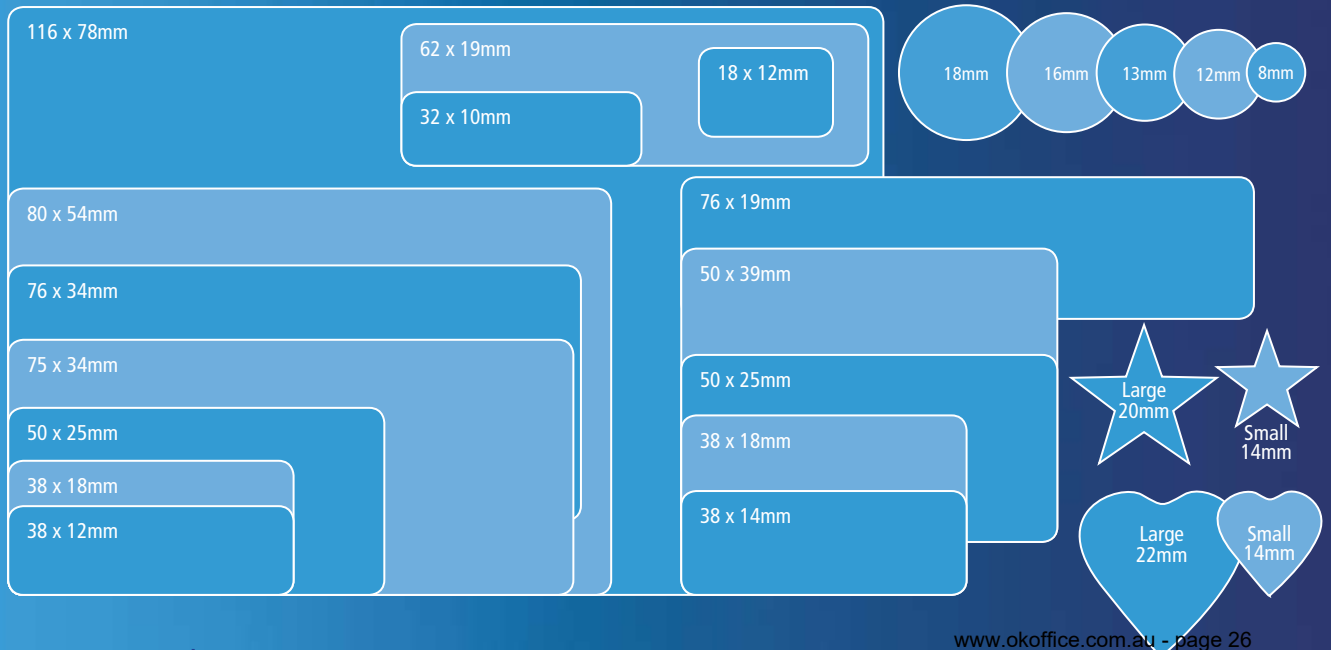 116 x 78mm
62 x 19mm
18 x 12mm
32 x 10mm
18mm
16mm
13mm
12mm
8mm
80 x 54mm
76 x 34mm
75 x 34mm
50 x 25mm
38 x 18mm
38 x 12mm
76 x 19mm
50 x 39mm
50 x 25mm
38 x 18mm
38 x 14mm
Large
20mm
Small
14mm
Large
22mm
Small
14mm
www.okoffice.com.au - page 26